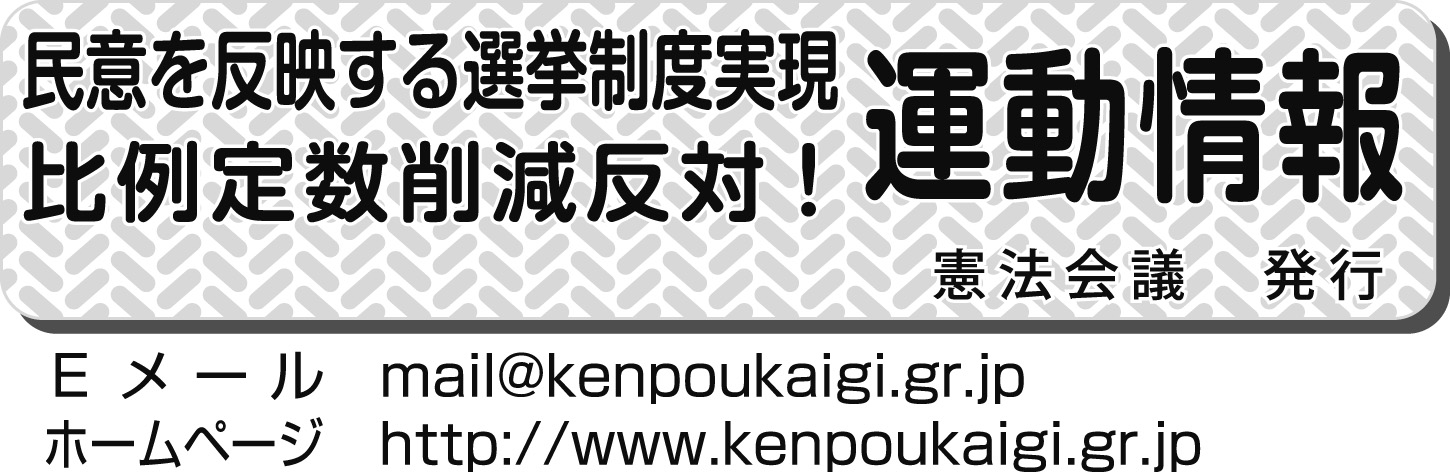 民意を反映する選挙制度実現
比例定数削減反対！
運動情報
憲法会議　発行
Ｅメール　mail@kenpoukaigi.gr.jp
ホームページ　http://www.kenpoukaigi.gr.jp